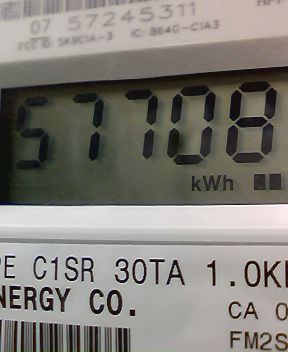 07 57245311
FCC ID: SK9C1A-3 IC: 864G-C1A3
57708
kWh
PE C1SR 30TA 1.0K
NERGY CO.
CA 0
FM2S